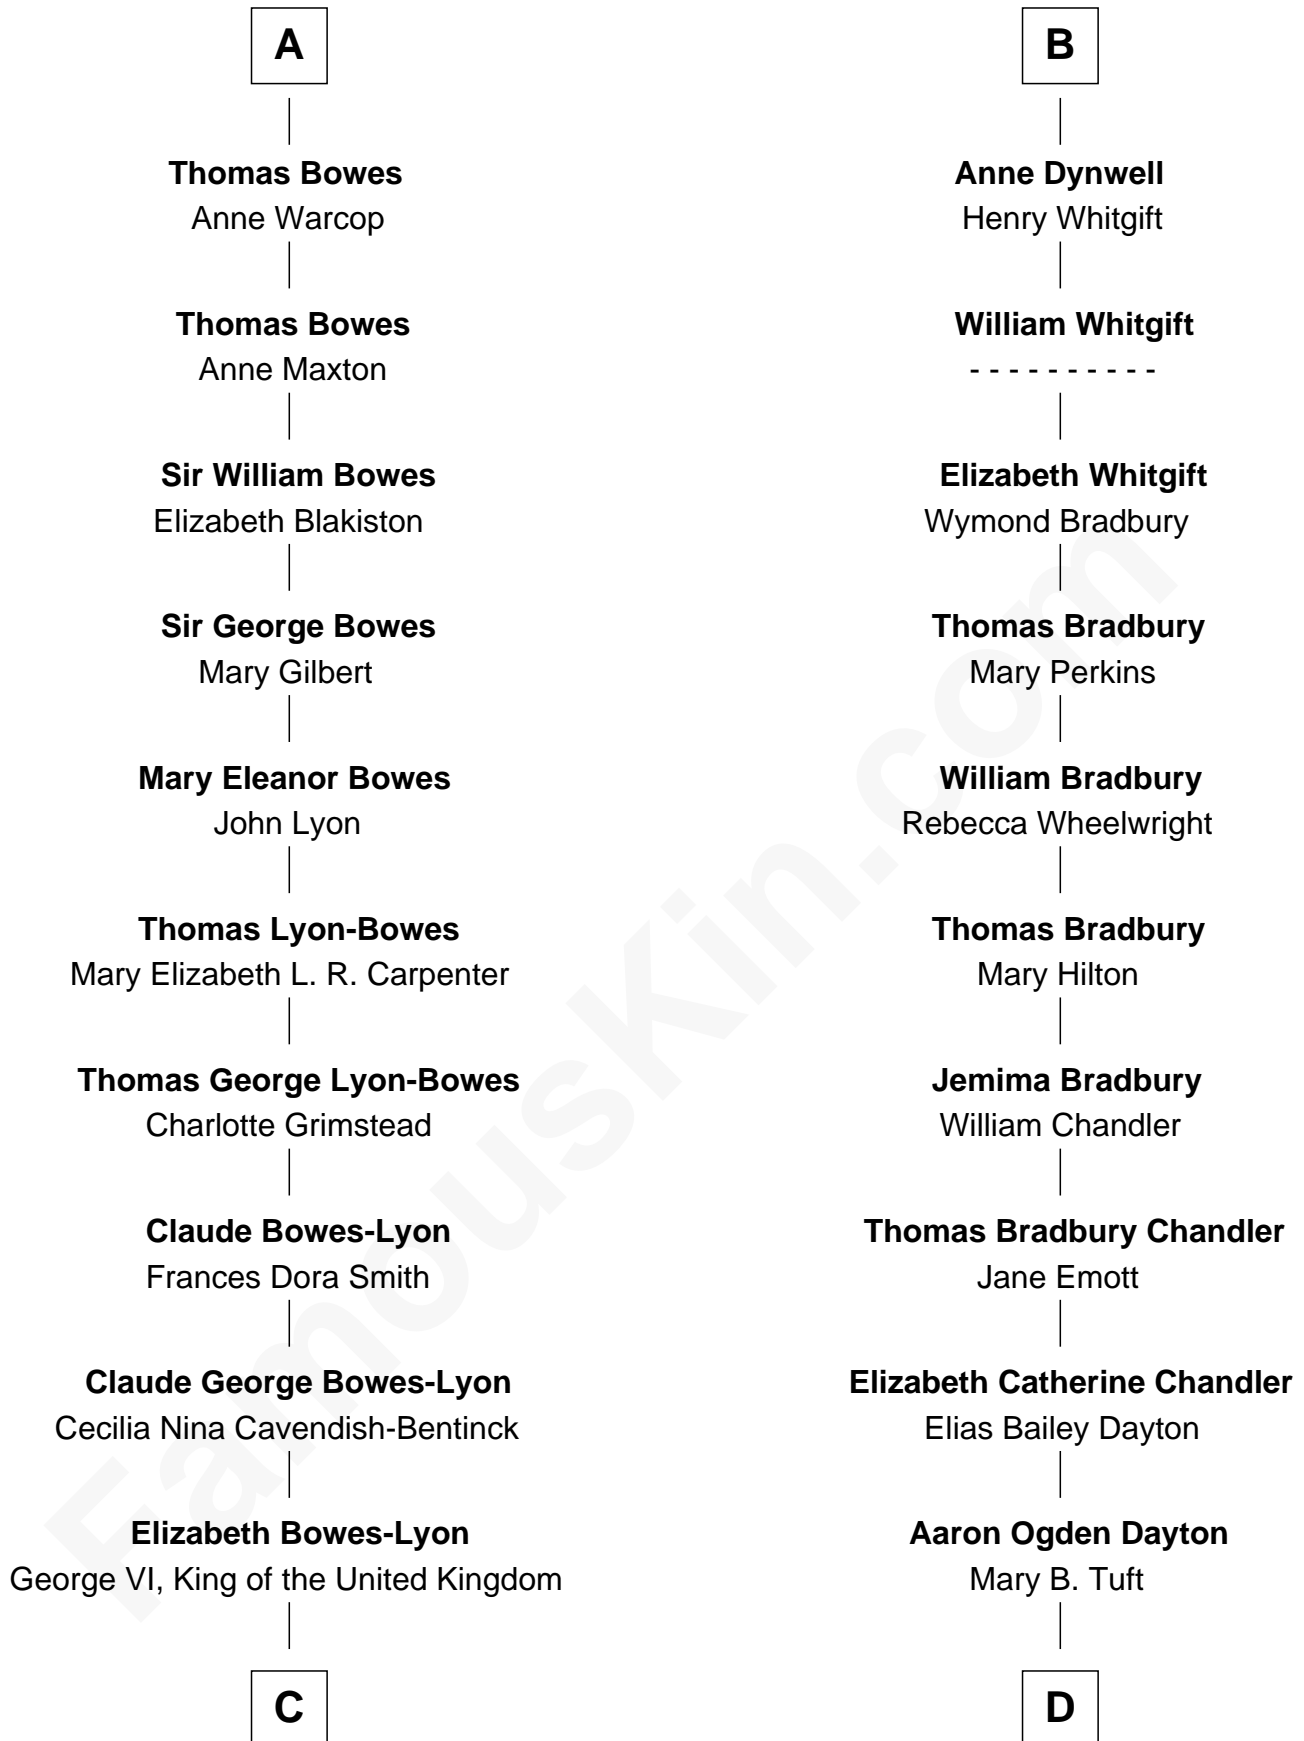 A
Thomas Bowes
Anne Warcop
Thomas Bowes
Anne Maxton
Sir William Bowes
Elizabeth Blakiston
Sir George Bowes
Mary Gilbert
Mary Eleanor Bowes
John Lyon
Thomas Lyon-Bowes
Mary Elizabeth L. R. Carpenter
Thomas George Lyon-Bowes
Charlotte Grimstead
Claude Bowes-Lyon
Frances Dora Smith
Claude George Bowes-Lyon
Cecilia Nina Cavendish-Bentinck
Elizabeth Bowes-Lyon
George VI, King of the United Kingdom
C
B
Anne Dynwell
Henry Whitgift
William Whitgift
- - - - - - - - - -
Elizabeth Whitgift
Wymond Bradbury
Thomas Bradbury
Mary Perkins
William Bradbury
Rebecca Wheelwright
Thomas Bradbury
Mary Hilton
Jemima Bradbury
William Chandler
Thomas Bradbury Chandler
Jane Emott
Elizabeth Catherine Chandler
Elias Bailey Dayton
Aaron Ogden Dayton
Mary B. Tuft
D
FamousKin.com